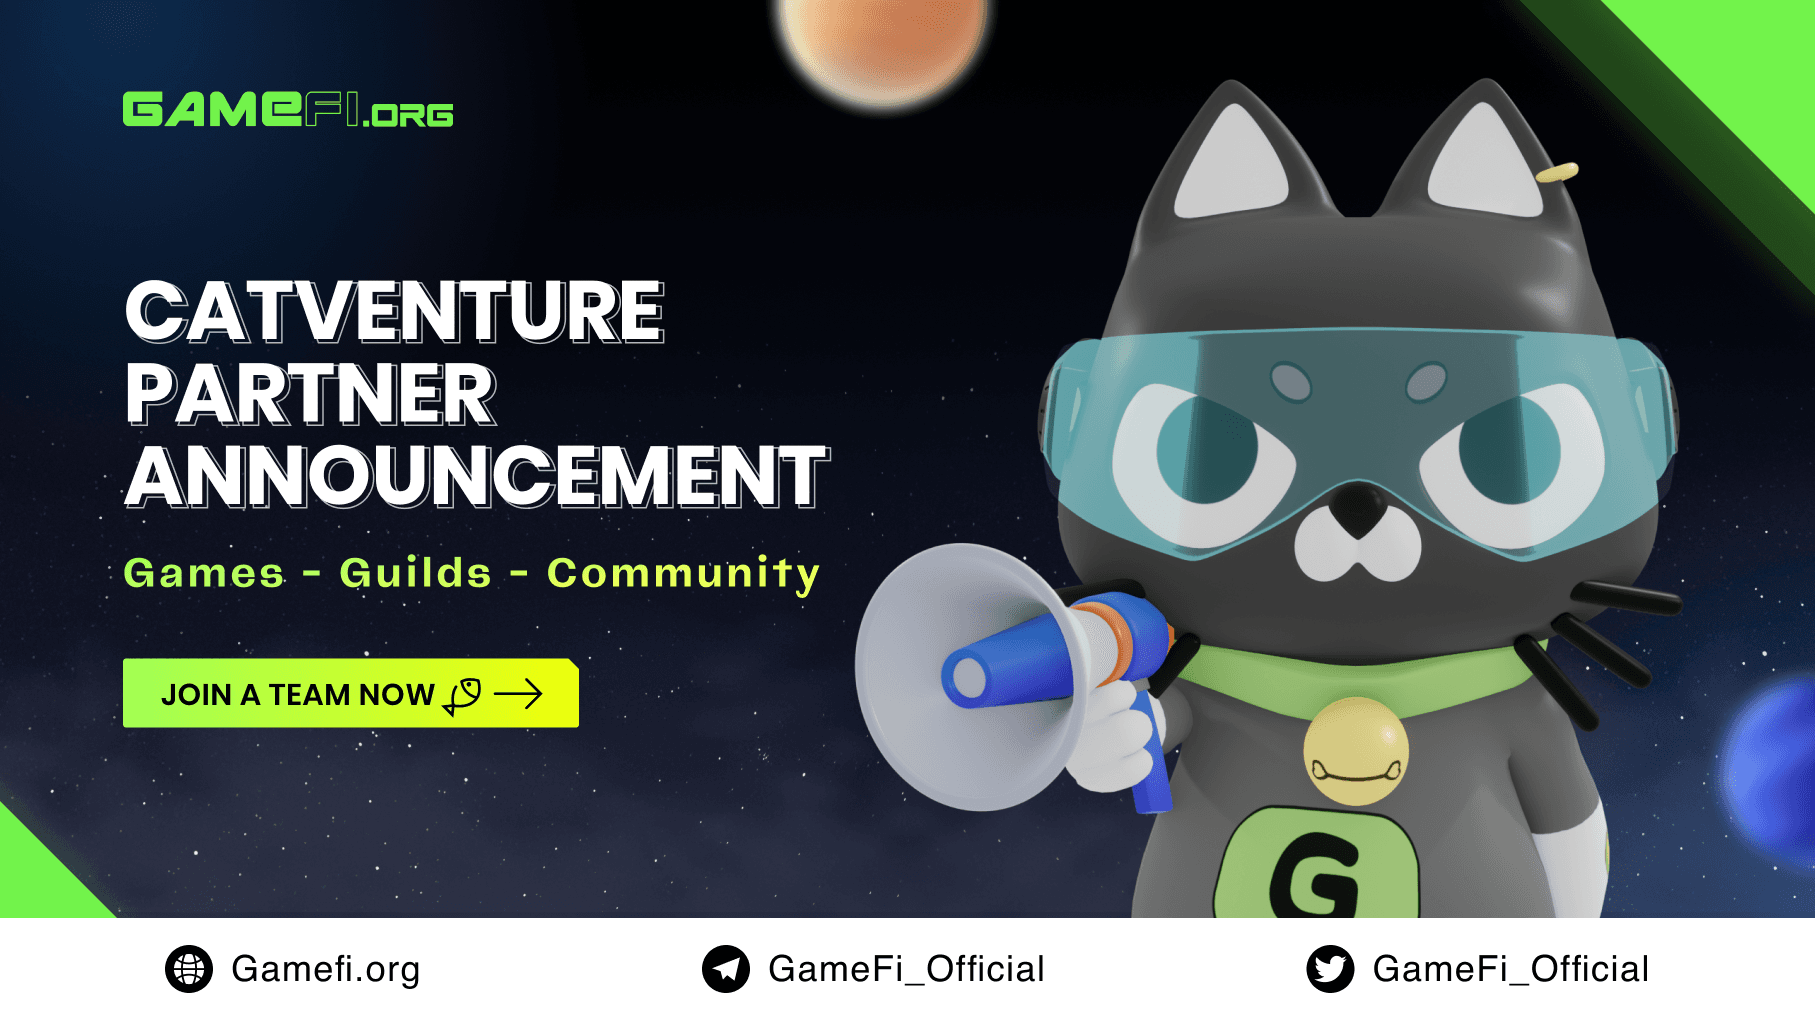 GAMEFI.ORG
CATVENTURE
PARTNER
ANNOUNCEMENT
Games - Guilds - Community
JOIN A TEAM NOW
G
Gamefi.org
GameFi_Official
GameFi_Official